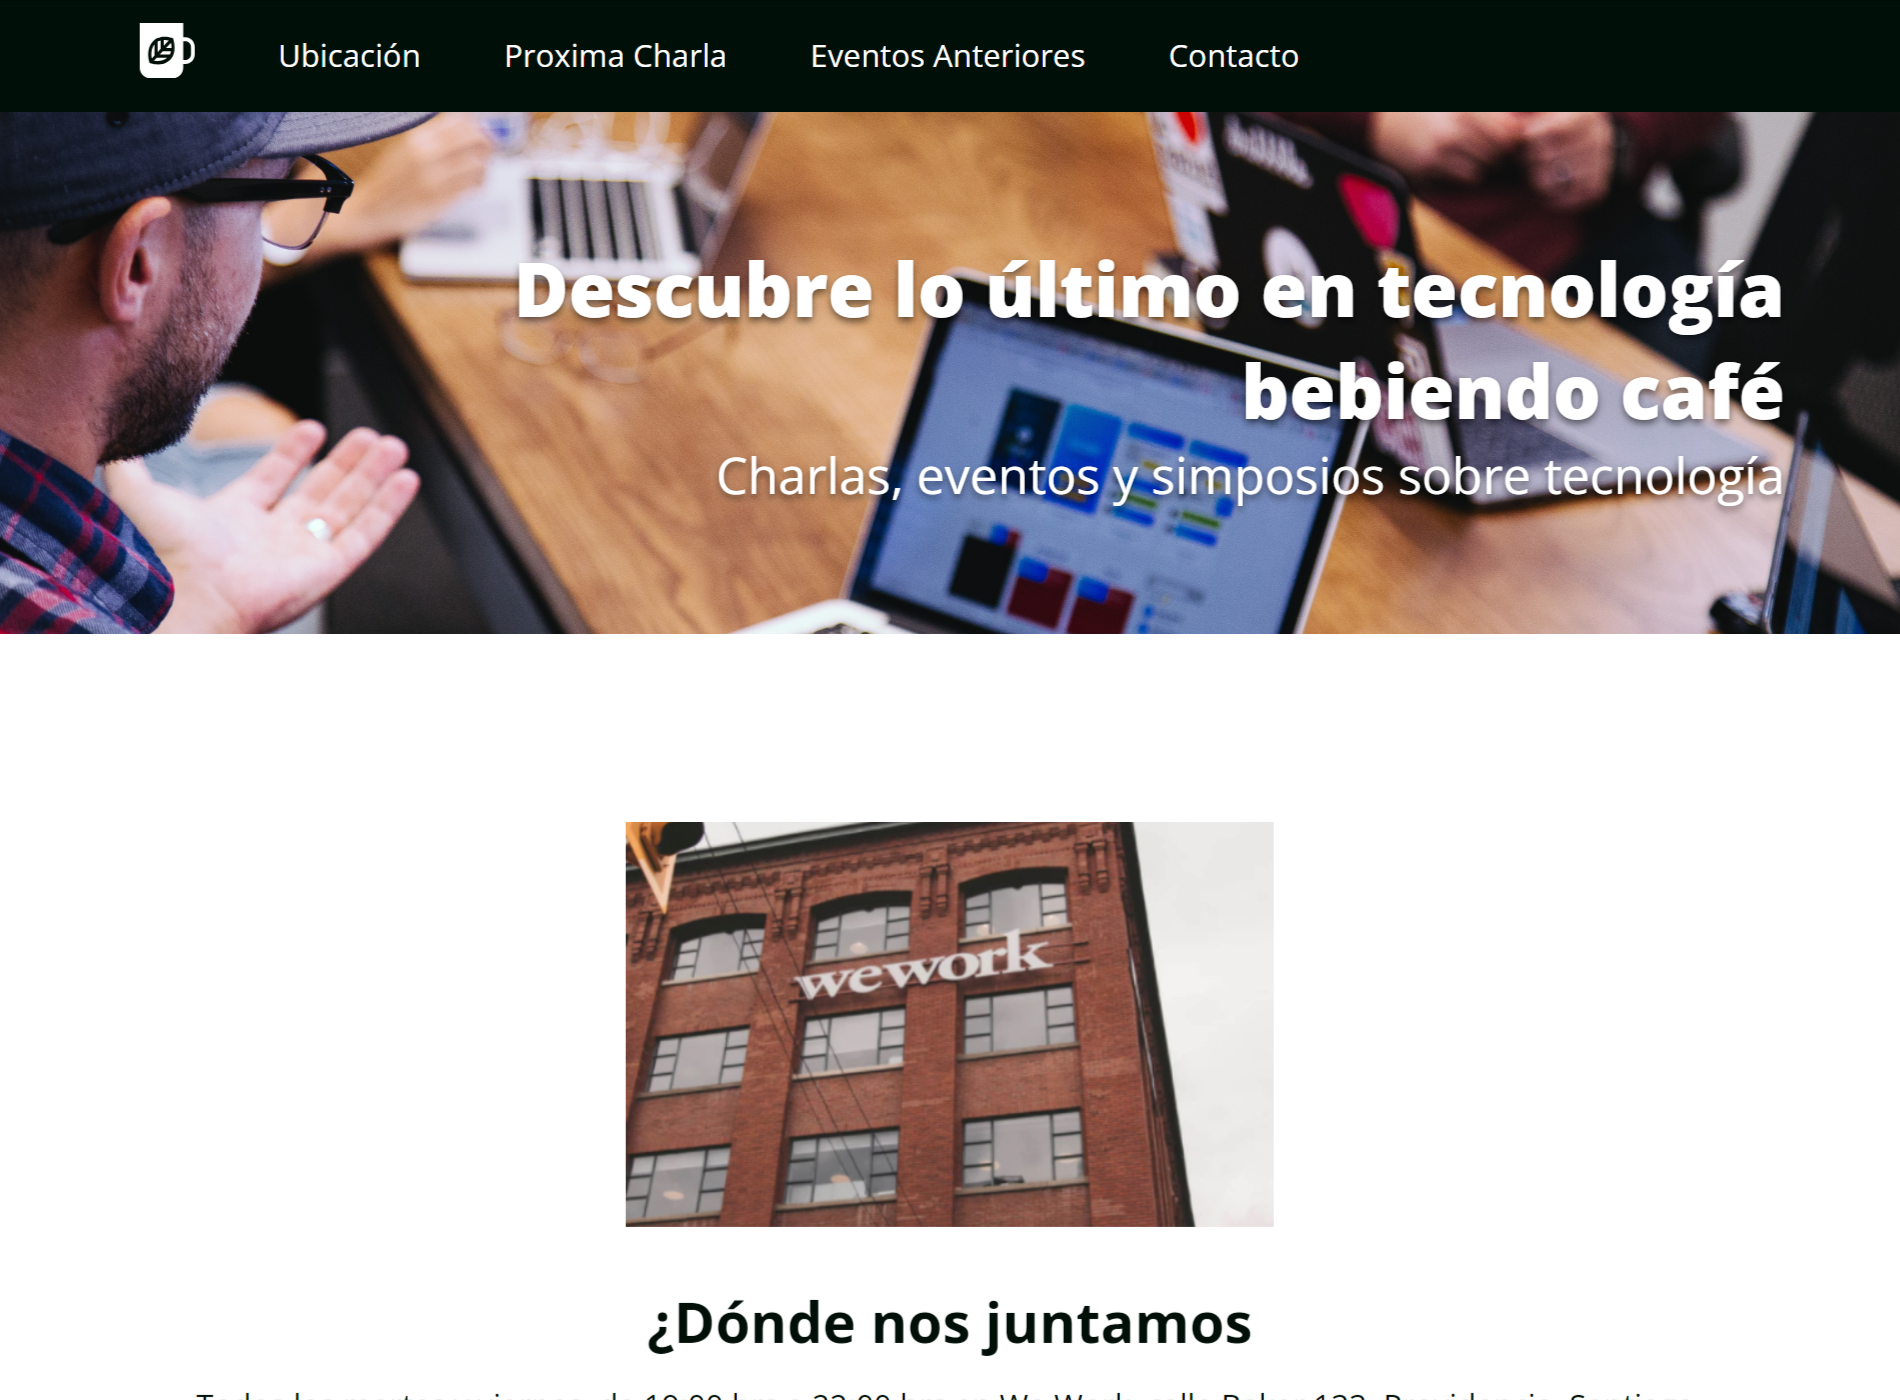 Ubicación
Proxima Charla
Eventos Anteriores
Contacto
Descubre lo último en tecnología
bebiendo café
Charlas, eventos y simposios sobre tecnología
wework
¿Dónde nos juntamos